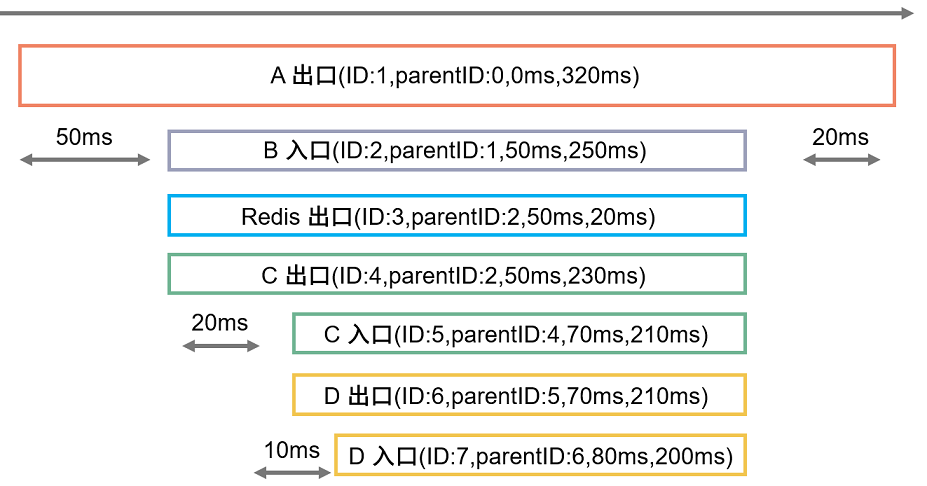 A 出口(ID:1,parentID:0,0ms,320ms)
50ms
B 入口(ID:2,parentID:1,50ms,250ms)
20ms
Redis 出口(ID:3,parentID:2,50ms,20ms)
C 出口(ID:4,parentID:2,50ms,230ms)
20ms
C 入口(ID:5,parentID:4,70ms,210ms)
D 出口(ID:6,parentID:5,70ms,210ms)
10ms
D 入口(ID:7,parentID:6,80ms,200ms)